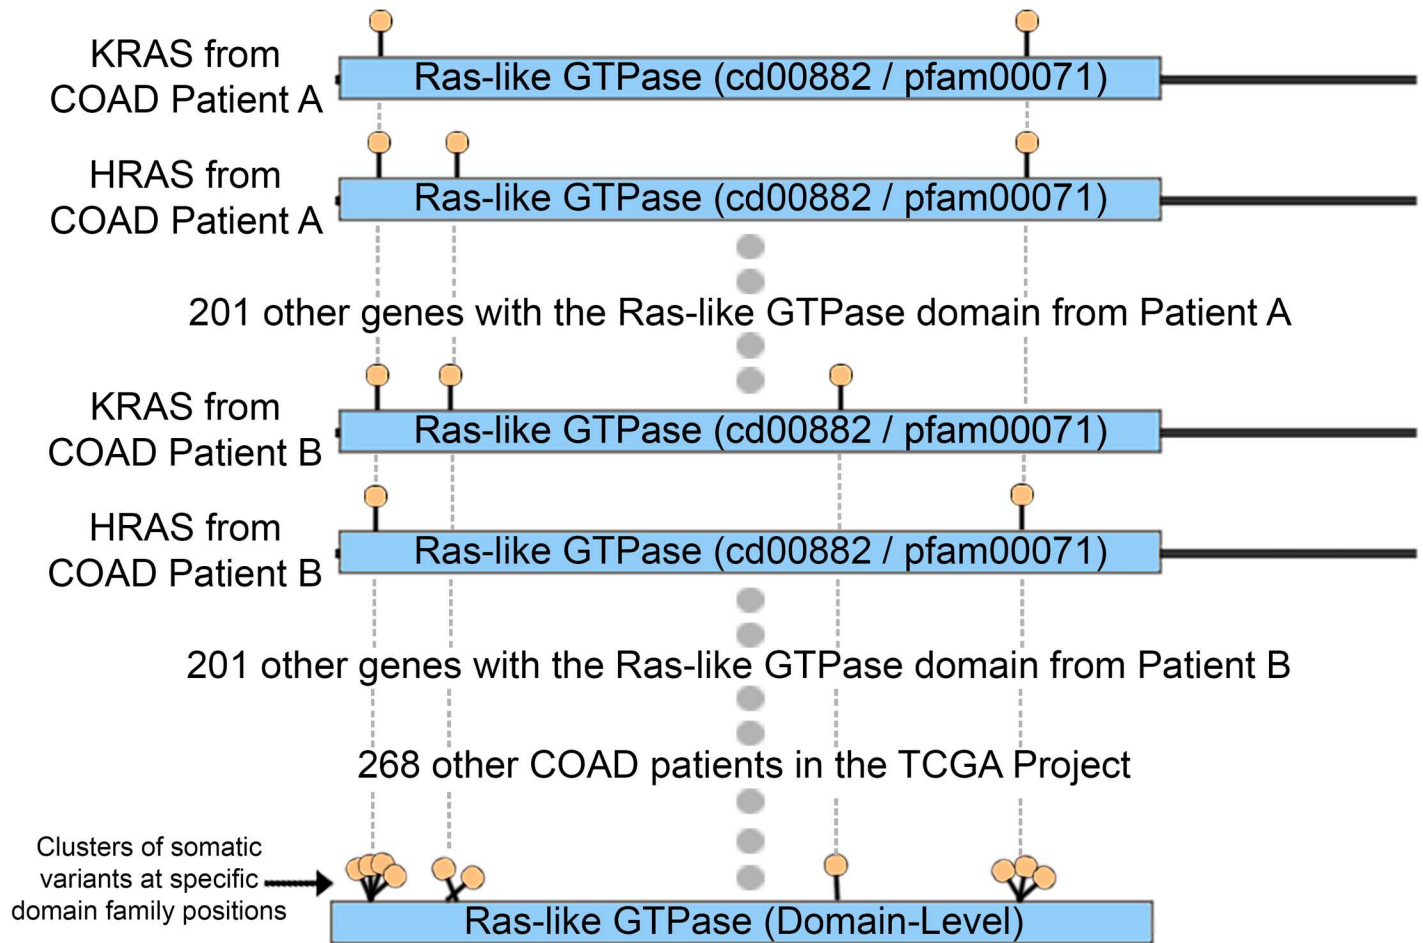 KRAS from
COAD Patient A
Ras-like GTPase (cd00882 / pfam00071)
HRAS from
COAD Patient A
Ras-like GTPase (cd00882 / pfam00071)
201 other genes with the Ras-like GTPase domain from Patient A
KRAS from
COAD Patient B
Ras-like GTPase (cd00882 / pfam00071)
HRAS from
COAD Patient B
Ras-like GTPase (cd00882 / pfam00071)
201 other genes with the Ras-like GTPase domain from Patient B
268 other COAD patients in the TCGA Project
Clusters of somatic
variants at specific
domain family positions
Ras-like GTPase (Domain-Level)